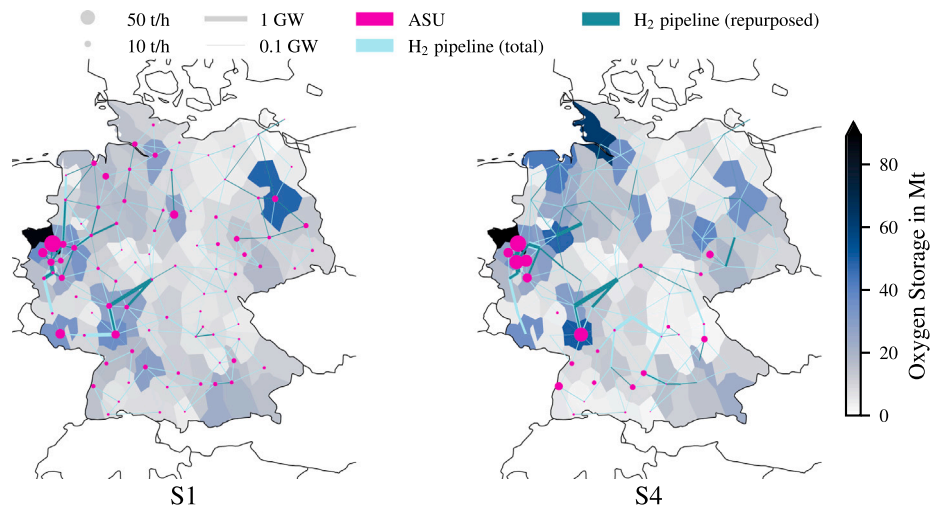 50 t/h 1 GW ASU H₂ pipeline (repurposed)
10 t/h 0.1 GW H₂ pipeline (total)
80
60
40
20
0
Oxygen Storage in Mt
S1 S4